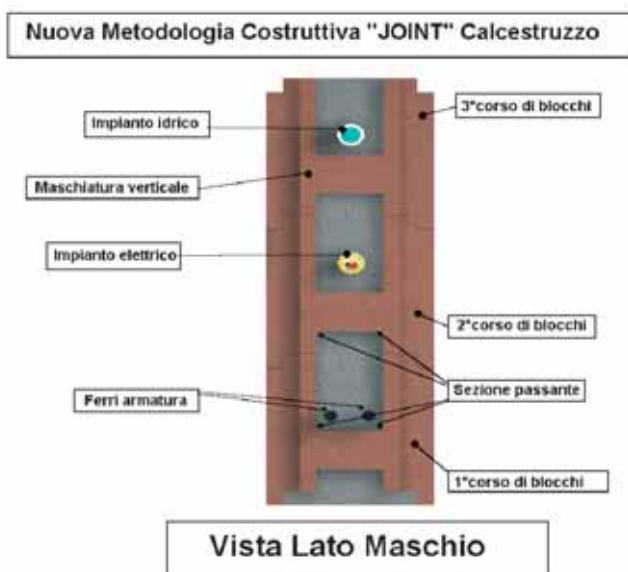 Nuova Metodologia Costruttiva "JOINT" Calcestruzzo
Impianto idrico
3°corso di blocchi
Maschiatura verticale
Impianto elettrico
2°corso di blocchi
Ferri armatura
Sezione passante
1°corso di blocchi
Vista Lato Maschio